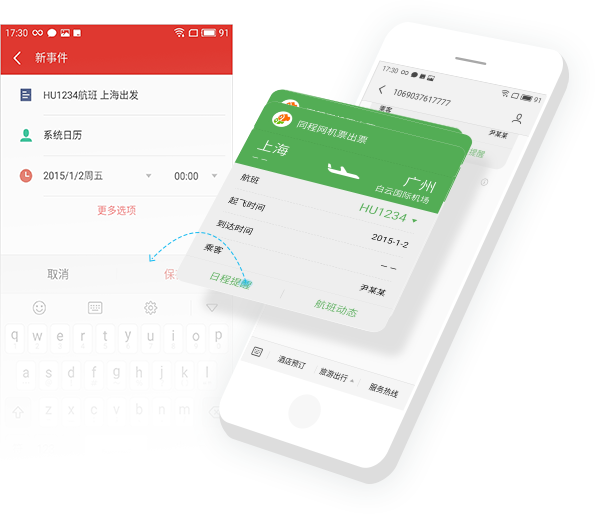 17:30
91
新事件
HU1234航班 上海出发
系统日历
2015/1/2周五
00:00
更多选项
取消
q w e r t y u i o p
a s d f g h j k l
z x c v b n m
17:30
91
1069037617777
乘客
尹某某
同程网机票出票
上海
– –
广州
白云国际机场
航班
HU1234
起飞时间
2015-1-2
到达时间
– –
乘客
尹某某
日程提醒
航班动态
酒店预订
旅游出行
服务热线